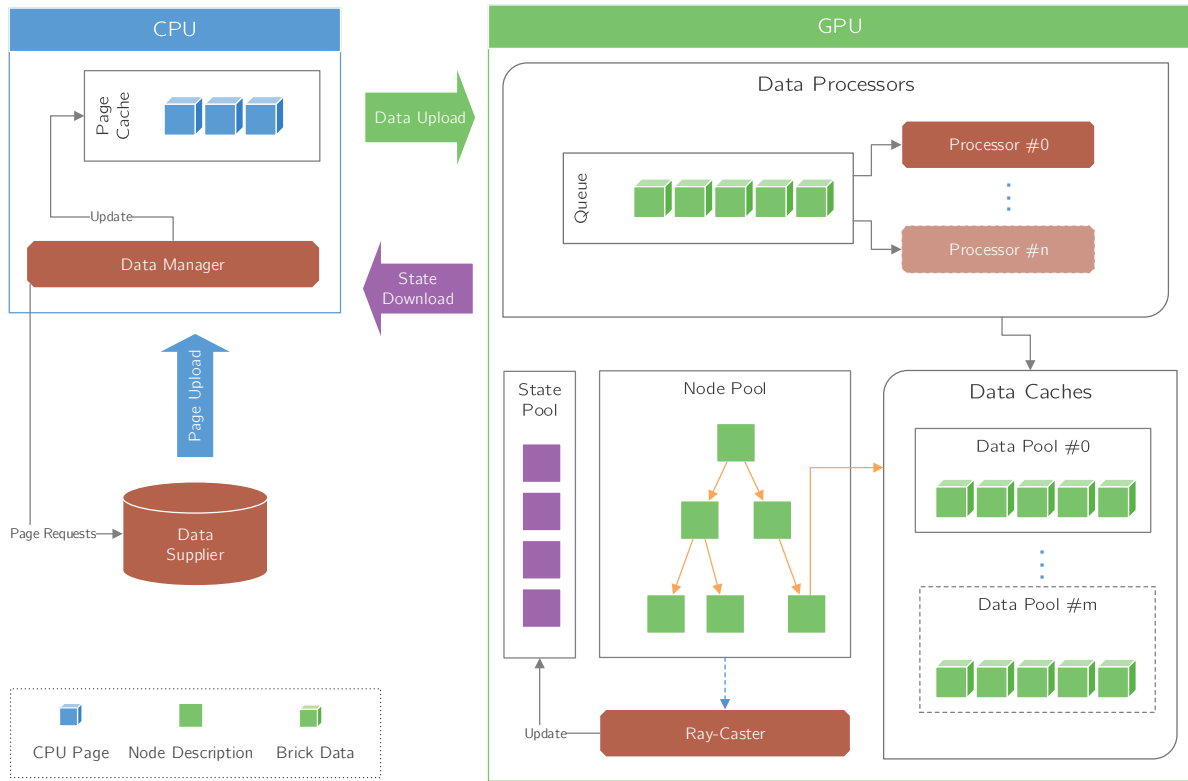 CPU
Page
Cache
Update
Data Manager
Data Upload
State
Download
Page Upload
Page Requests
Data
Supplier
GPU
Data Processors
Queue
Processor #0
Processor #n
State
Pool
Node Pool
Data Caches
Data Pool #0
Data Pool #m
Update
Ray-Caster
CPU Page
Node Description
Brick Data